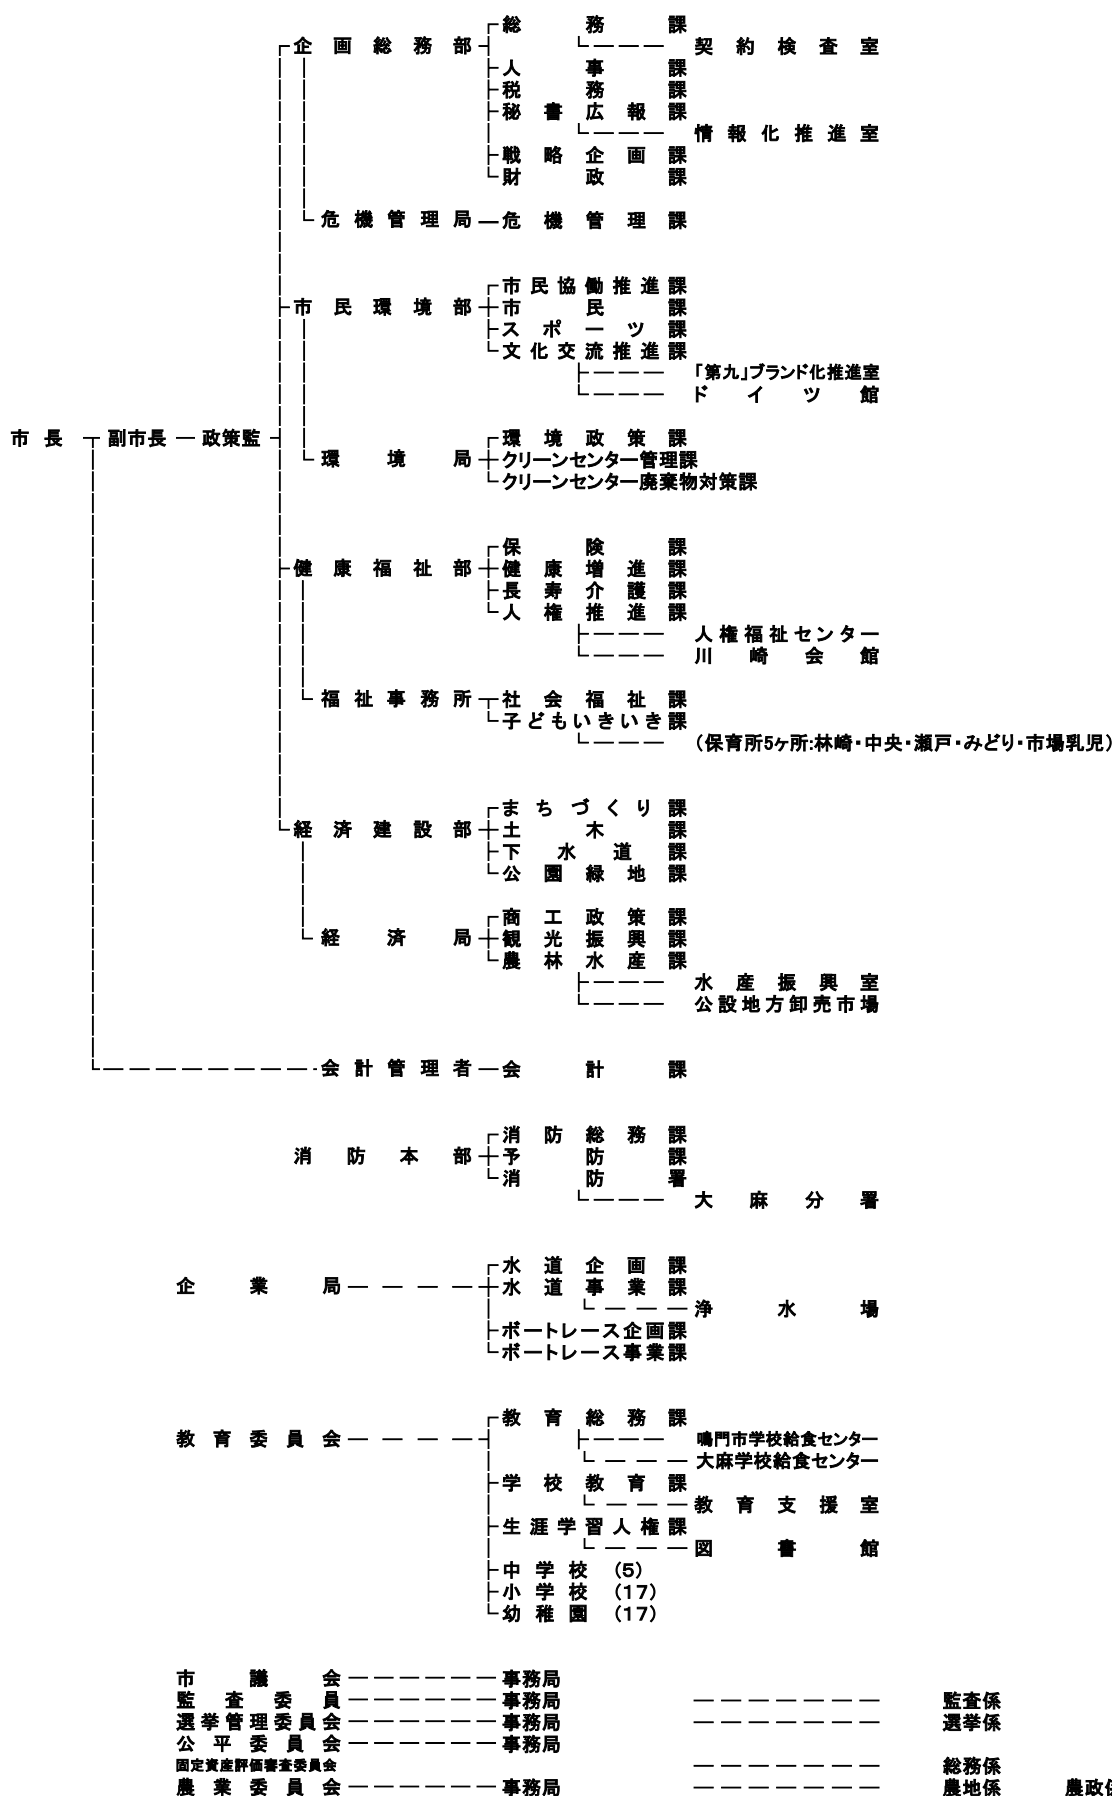 総務課
企画総務部 契約検査室
人事課
税務課
秘書広報課
情報化推進室
戦略企画課
財政課
危機管理局 危機管理課
市民協働推進課
市民環境部 市民課
スポーツ課
文化交流推進課
「第九」ブランド化推進室
ドイツ館
市長 副市長 政策監 環境政策課
環境局 クリーンセンター管理課
クリーンセンター廃棄物対策課
保険課
健康福祉部 健康増進課
長寿介護課
人権推進課
人権福祉センター
川崎会館
福祉事務所 社会福祉課
子どもいきいき課
(保育所5ヶ所:林崎・中央・瀬戸・みどり・市場乳児)
まちづくり課
経済建設部 土木課
下水道課
公園緑地課
商工政策課
経済局 観光振興課
農林水産課
水産振興室
公設地方卸売市場
会計管理者 会計課
消防総務課
消防本部 予防課
消防署
大麻分署
水道企画課
企業局 水道事業課
浄水場
ボートレース企画課
ボートレース事業課
教育総務課
教育委員会 鳴門市学校給食センター
大麻学校給食センター
学校教育課
教育支援室
生涯学習人権課
図書館
中学校 (5)
小学校 (17)
幼稚園 (17)
市議会 事務局
監査委員 事務局 監査係
選挙管理委員会 事務局 選挙係
公平委員会 事務局
固定資産評価審査委員会 総務係
農業委員会 事務局 農地係 農政係